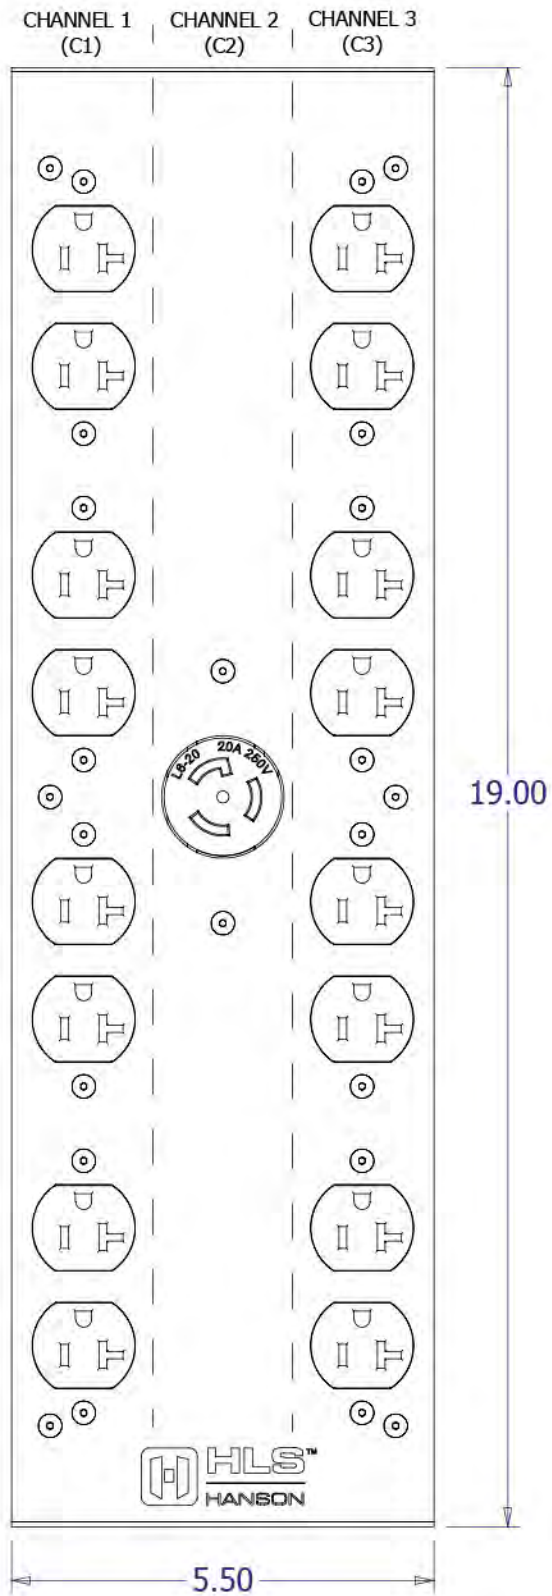 CHANNEL 1
(C1)
CHANNEL 2
(C2)
CHANNEL 3
(C3)
L6-20 20A 250V
19.00
HLS™
HANSON
5.50